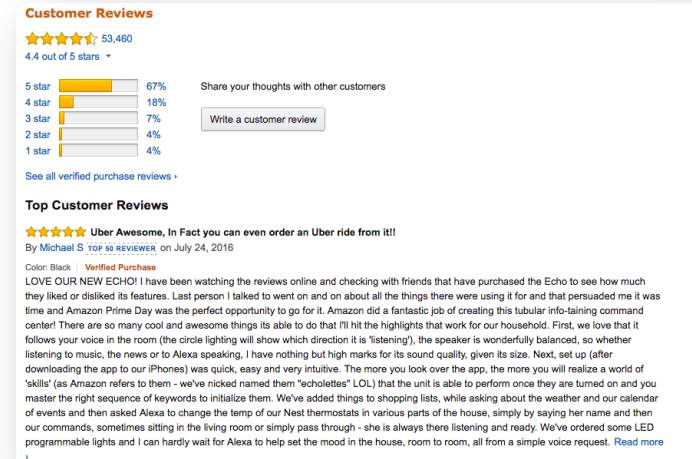 Customer Reviews
53,460
4.4 out of 5 stars
5 star 67%
4 star 18%
3 star 7%
2 star 4%
1 star 4%
Share your thoughts with other customers
Write a customer review
See all verified purchase reviews ›
Top Customer Reviews
Uber Awesome, In Fact you can even order an Uber ride from it!!
By Michael S TOP 50 REVIEWER on July 24, 2016
Color: Black Verified Purchase
LOVE OUR NEW ECHO! I have been watching the reviews online and checking with friends that have purchased the Echo to see how much
they liked or disliked its features. Last person I talked to went on and on about all the things there were using it for and that persuaded me it was
time and Amazon Prime Day was the perfect opportunity to go for it. Amazon did a fantastic job of creating this tubular info-taining command
center! There are so many cool and awesome things its able to do that I'll hit the highlights that work for our household. First, we love that it
follows your voice in the room (the circle lighting will show which direction it is 'listening'), the speaker is wonderfully balanced, so whether
listening to music, the news or to Alexa speaking, I have nothing but high marks for its sound quality, given its size. Next, set up (after
downloading the app to our iPhones) was quick, easy and very intuitive. The more you look over the app, the more you will realize a world of
'skills' (as Amazon refers to them - we've nicked named them "echolettes" LOL) that the unit is able to perform once they are turned on and you
master the right sequence of keywords to initialize them. We've added things to shopping lists, while asking about the weather and our calendar
of events and then asked Alexa to change the temp of our Nest thermostats in various parts of the house, simply by saying her name and then
our commands, sometimes sitting in the living room or simply pass through - she is always there listening and ready. We've ordered some LED
programmable lights and I can hardly wait for Alexa to help set the mood in the house, room to room, all from a simple voice request. Read more
›